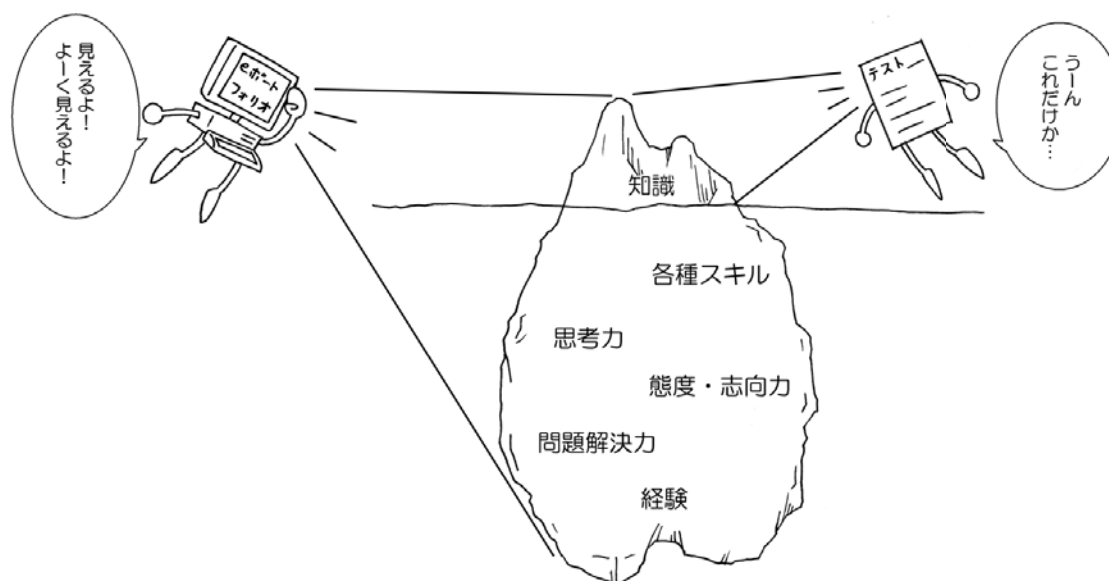 見えるよ！
よーく見えるよ！
eポート
フォリオ
テスト
うーん
これだけか…
知識
各種スキル
思考力
態度・志向力
問題解決力
経験